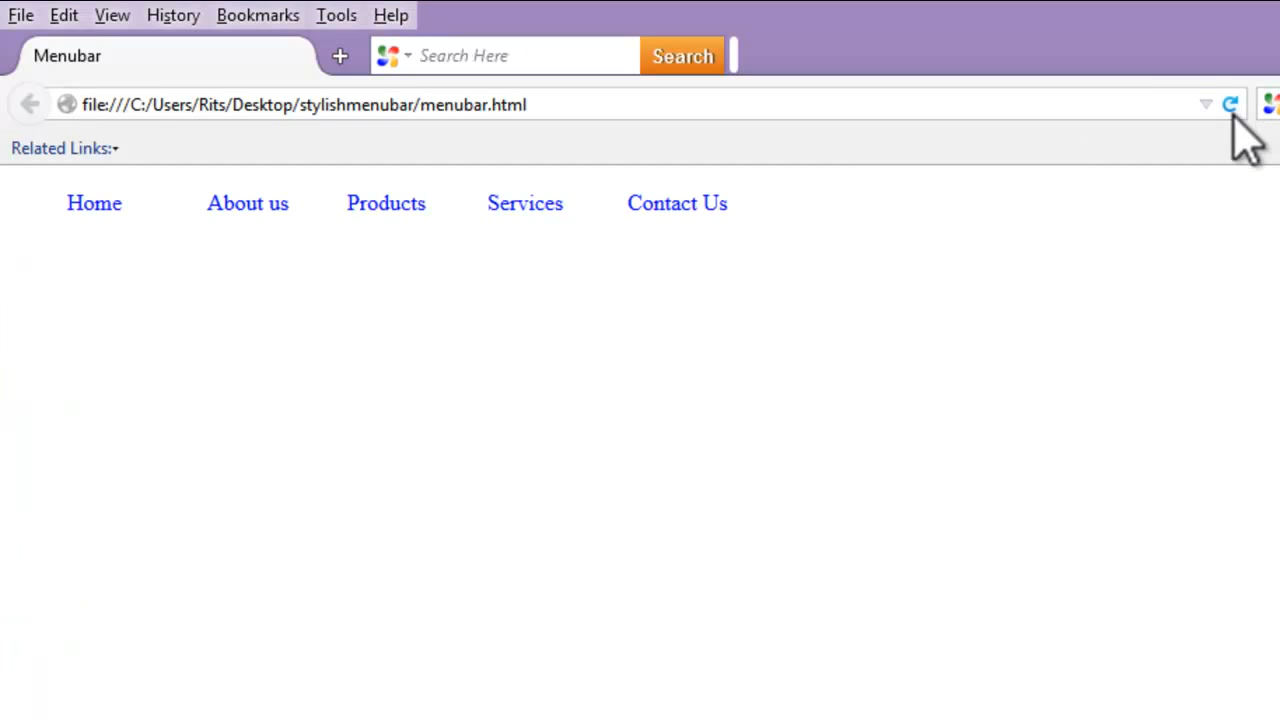 File Edit View History Bookmarks Tools Help
Menubar + Search Here Search
file:///C:/Users/Rits/Desktop/stylishmenubar/menubar.html
Related Links:
Home About us Products Services Contact Us